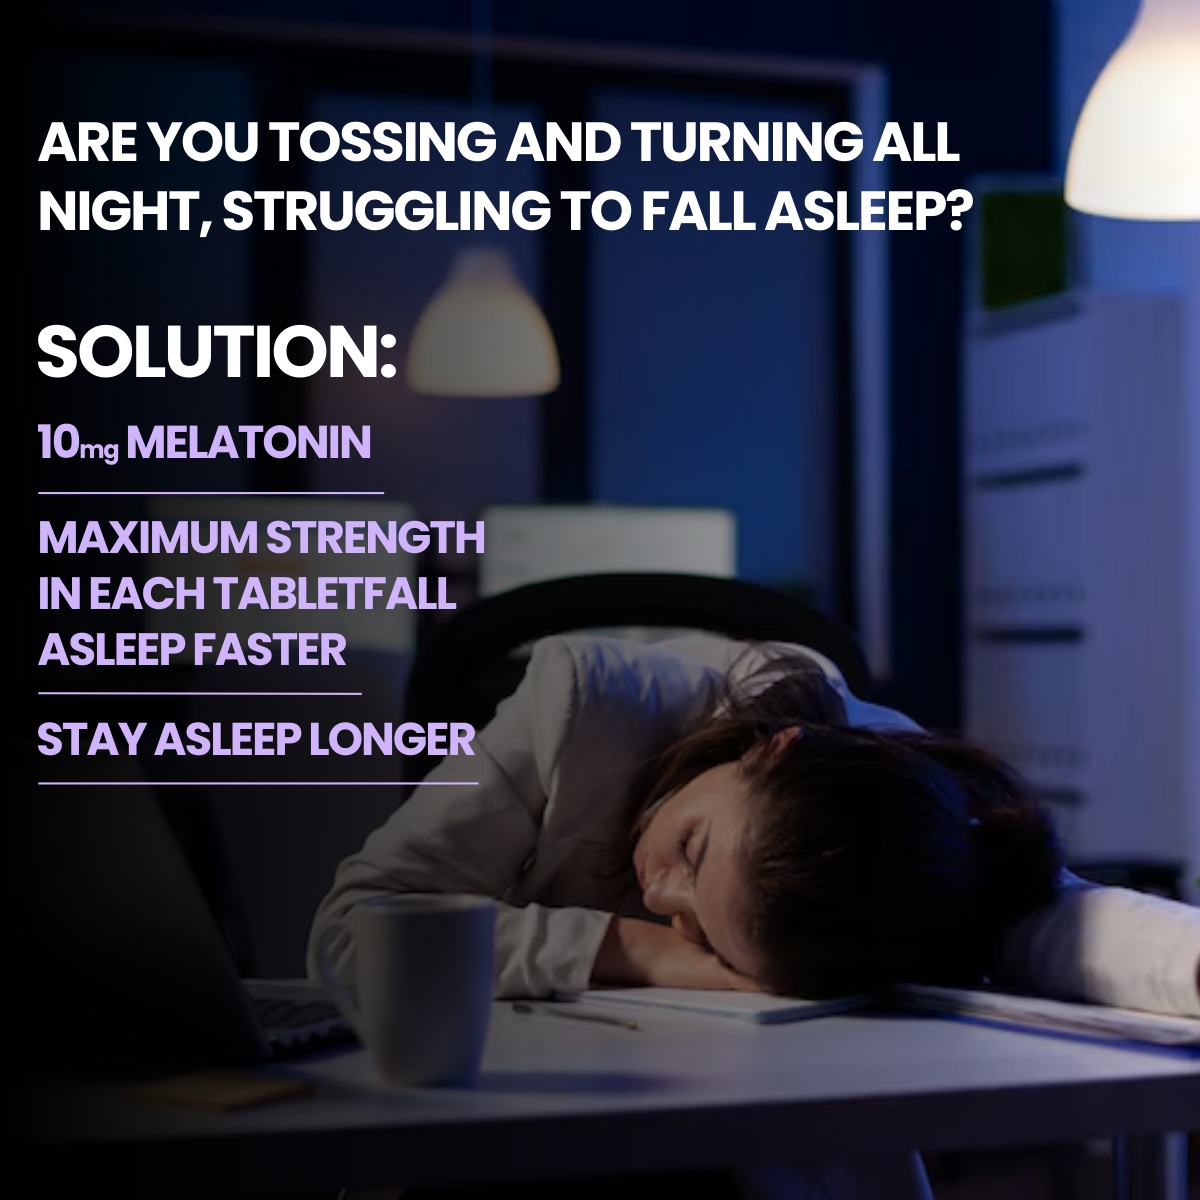 ARE YOU TOSSING AND TURNING ALL
NIGHT, STRUGGLING TO FALL ASLEEP?
SOLUTION:
10mg MELATONIN
MAXIMUM STRENGTH
IN EACH TABLETFALL
ASLEEP FASTER
STAY ASLEEP LONGER